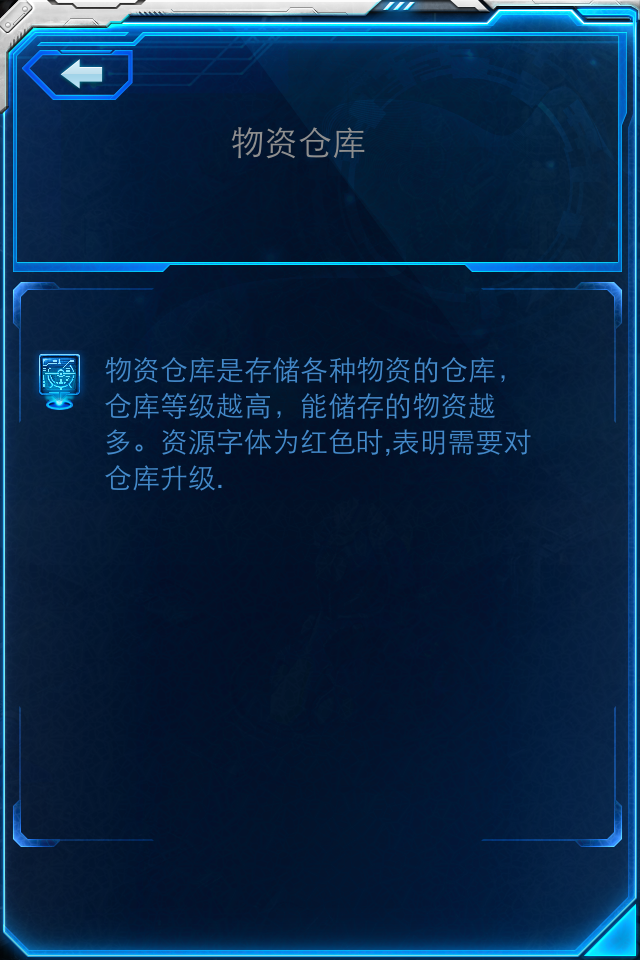 物资仓库
物资仓库是存储各种物资的仓库，
仓库等级越高，能储存的物资越
多。资源字体为红色时,表明需要对
仓库升级.